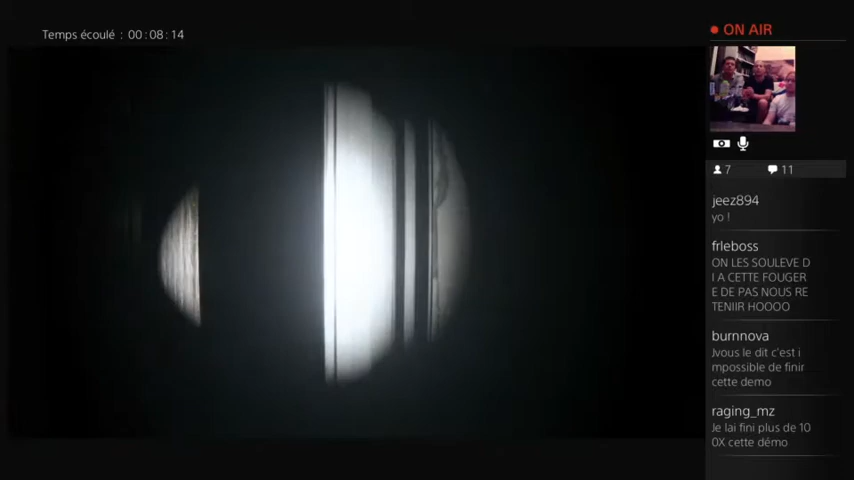 Temps écoulé : 00:08:14
ON AIR
7
11
jeez894
yo !
frleboss
ON LES SOULEVE D
I A CETTE FOUGER
E DE PAS NOUS RE
TENIIR HOOOO
burnnova
Jvous le dit c'est i
mpossible de finir
cette demo
raging_mz
Je lai fini plus de 10
0X cette démo